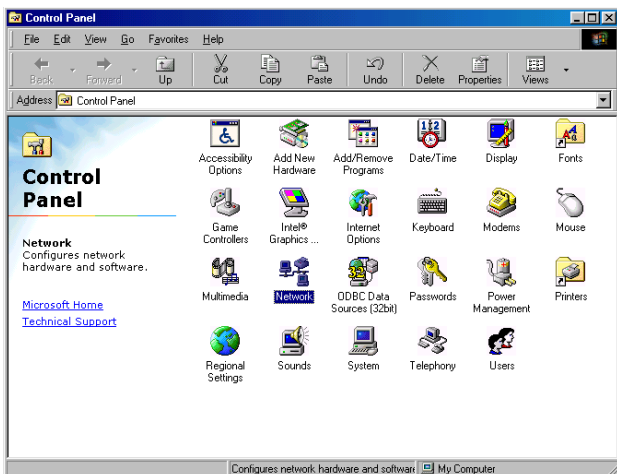 Control Panel
File Edit View Go Favorites Help
Back Forward Up Cut Copy Paste Undo Delete Properties Views
Address Control Panel
Control
Panel
Network
Configures network
hardware and software.
Microsoft Home
Technical Support
Accessibility
Options
Add New
Hardware
Add/Remove
Programs
Date/Time
Display
Fonts
Game
Controllers
Intel®
Graphics ...
Internet
Options
Keyboard
Modems
Mouse
Multimedia
Network
ODBC Data
Sources (32bit)
Passwords
Power
Management
Printers
Regional
Settings
Sounds
System
Telephony
Users
Configures network hardware and software My Computer